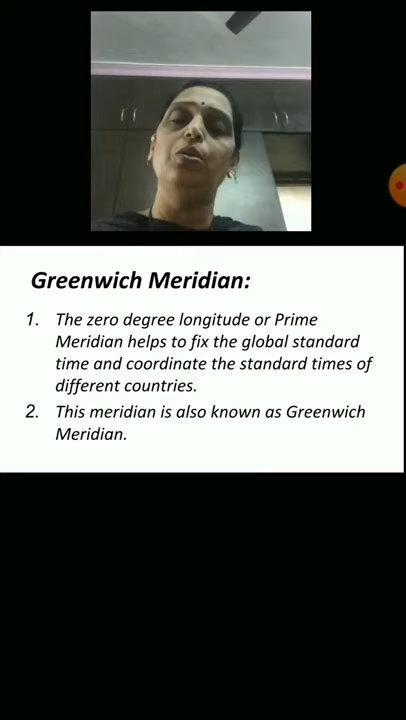 Greenwich Meridian:
1. The zero degree longitude or Prime
Meridian helps to fix the global standard
time and coordinate the standard times of
different countries.
2. This meridian is also known as Greenwich
Meridian.